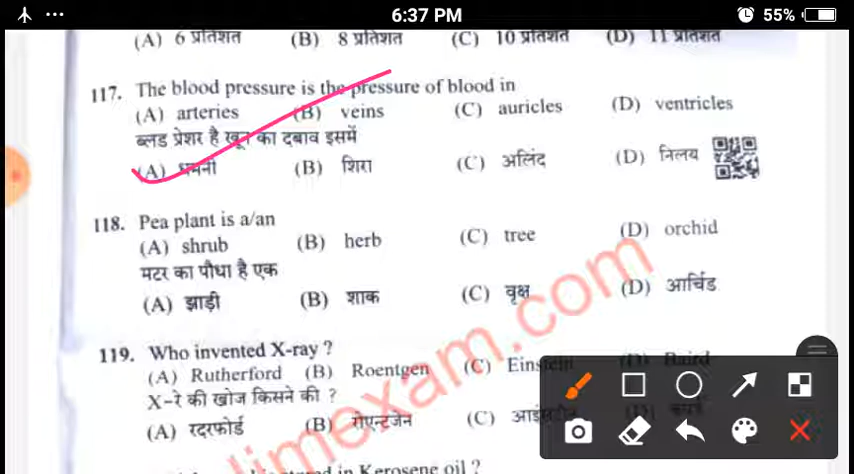 6:37 PM
55%
(A) 6 प्रतिशत (B) 8 प्रतिशत (C) 10 प्रतिशत (D) 11 प्रतिशत
117. The blood pressure is the pressure of blood in
(A) arteries (B) veins (C) auricles (D) ventricles
ब्लड प्रेशर है खून का दबाव इसमें
(A) धमनी (B) शिरा (C) अलिंद (D) निलय
118. Pea plant is a/an
(A) shrub (B) herb (C) tree (D) orchid
मटर का पौधा है एक
(A) झाड़ी (B) शाक (C) वृक्ष (D) आर्चिड
119. Who invented X-ray ?
(A) Rutherford (B) Roentgen (C) Einstein (D) Baird
X-रे की खोज किसने की ?
(A) रदरफोर्ड (B) रोएन्टजेन (C) आइंसटीन (D)
in Kerosene oil ?
limexam.com